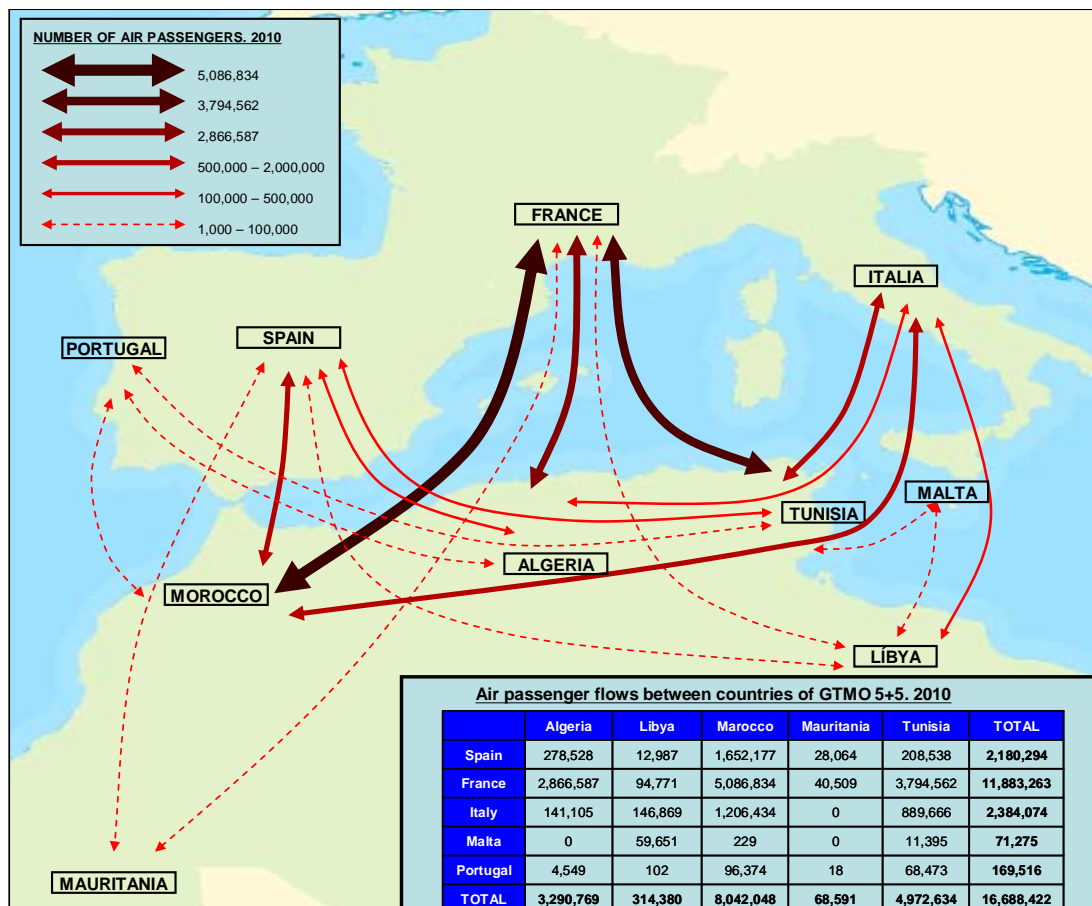 NUMBER OF AIR PASSENGERS. 2010
5,086,834
3,794,562
2,866,587
500,000 – 2,000,000
100,000 – 500,000
1,000 – 100,000
FRANCE
ITALIA
SPAIN
PORTUGAL
MALTA
TUNISIA
ALGERIA
MOROCCO
LÍBYA
MAURITANIA
Air passenger flows between countries of GTMO 5+5. 2010
Algeria Libya Marocco Mauritania Tunisia TOTAL
Spain 278,528 12,987 1,652,177 28,064 208,538 2,180,294
France 2,866,587 94,771 5,086,834 40,509 3,794,562 11,883,263
Italy 141,105 146,869 1,206,434 0 889,666 2,384,074
Malta 0 59,651 229 0 11,395 71,275
Portugal 4,549 102 96,374 18 68,473 169,516
TOTAL 3,290,769 314,380 8,042,048 68,591 4,972,634 16,688,422